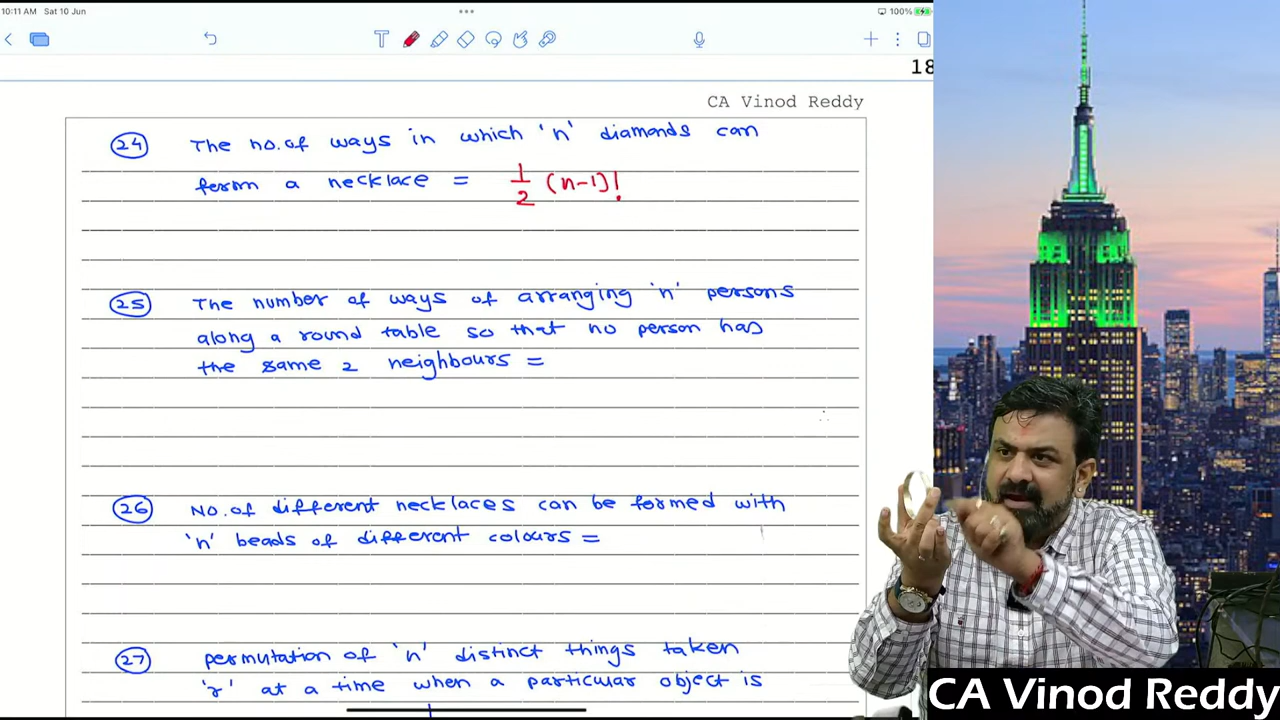 10:11 AM Sat 10 Jun
100%
18
CA Vinod Reddy
24 The no. of ways in which 'n' diamonds can
form a necklace = 1/2 (n-1)!
25 The number of ways of arranging 'n' persons
along a round table so that no person has
the same 2 neighbours =
26 No. of different necklaces can be formed with
'n' beads of different colours =
27 permutation of 'n' distinct things taken
'r' at a time when a particular object is
CA Vinod Reddy